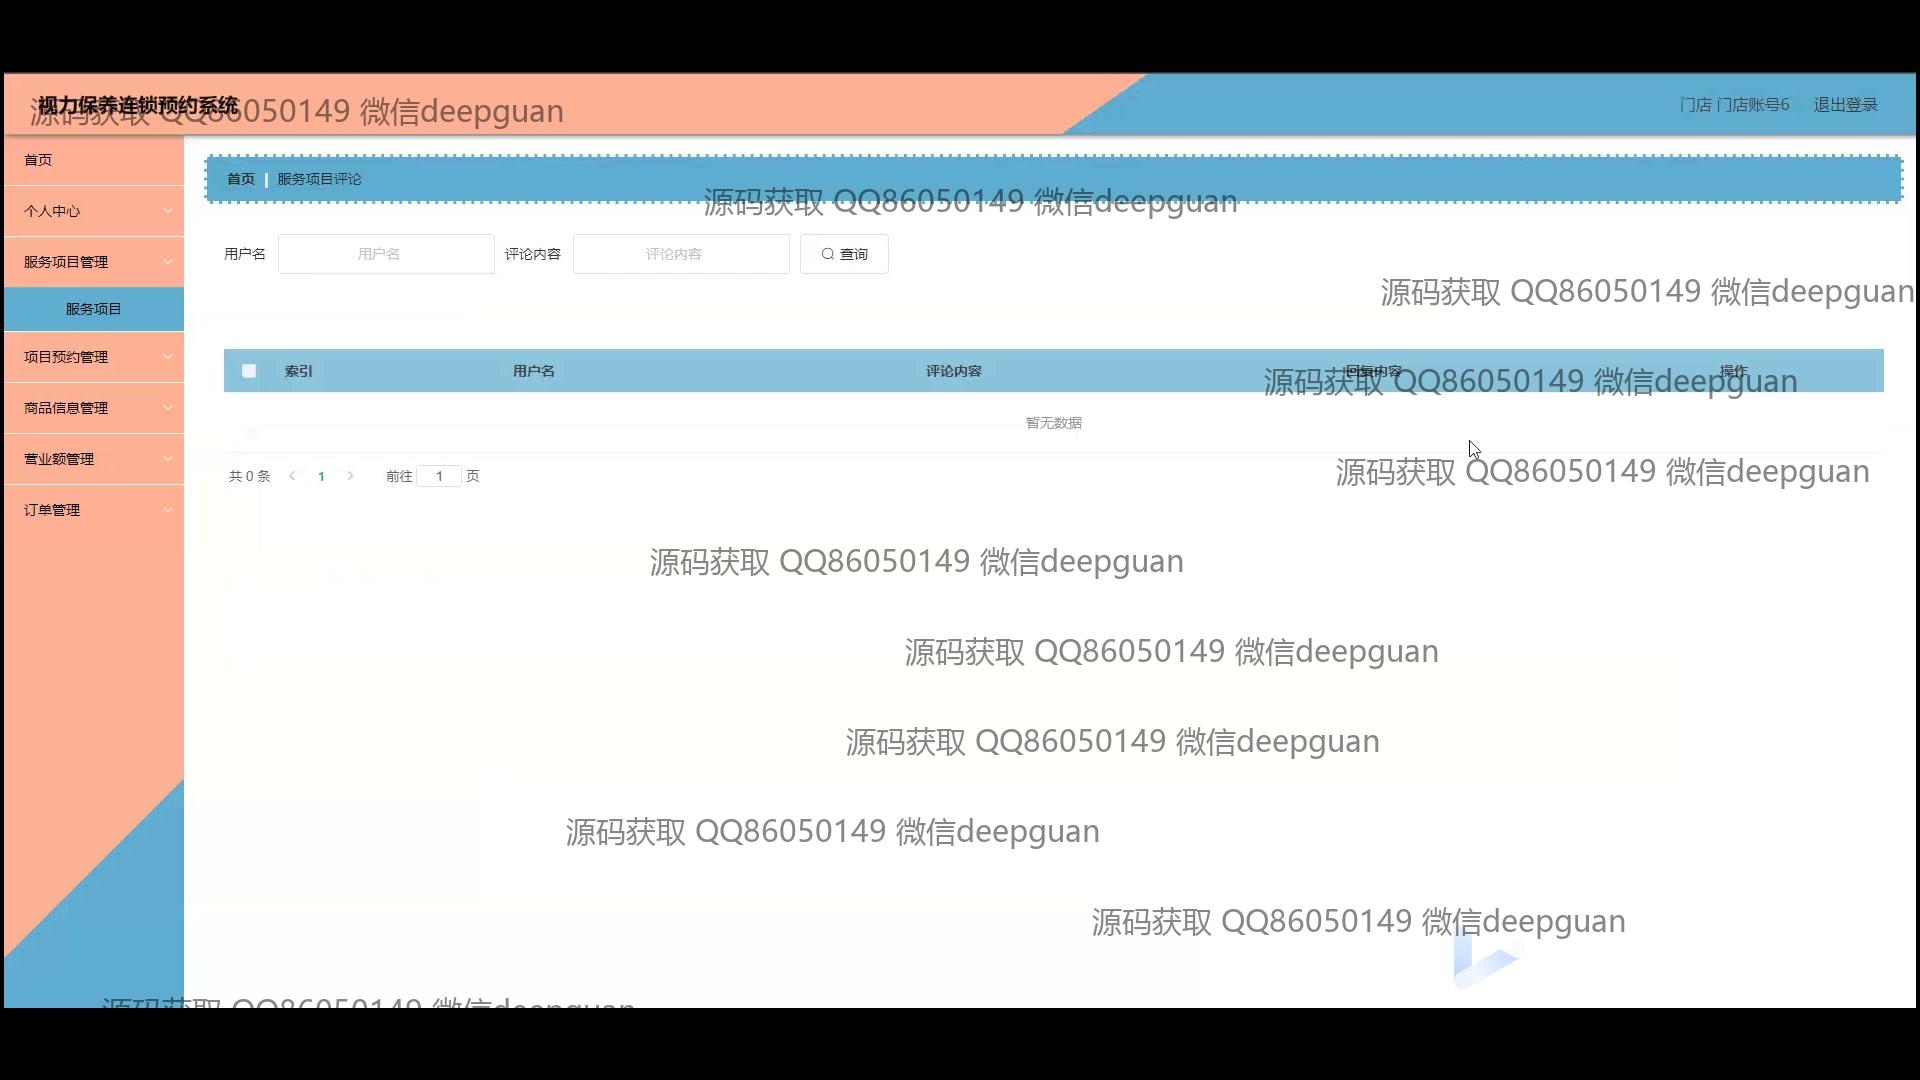 视力保养连锁预约系统
源码获取 QQ86050149 微信deepguan
门店 门店账号6 退出登录
首页
个人中心
服务项目管理
服务项目
项目预约管理
商品信息管理
营业额管理
订单管理
首页 | 服务项目评论
源码获取 QQ86050149 微信deepguan
用户名 用户名 评论内容 评论内容 查询
源码获取 QQ86050149 微信deepguan
索引 用户名 评论内容 回复内容 操作
源码获取 QQ86050149 微信deepguan
暂无数据
共 0 条 1 前往 1 页
源码获取 QQ86050149 微信deepguan
源码获取 QQ86050149 微信deepguan
源码获取 QQ86050149 微信deepguan
源码获取 QQ86050149 微信deepguan
源码获取 QQ86050149 微信deepguan
源码获取 QQ86050149 微信deepguan
源码获取 QQ86050149 微信deepguan